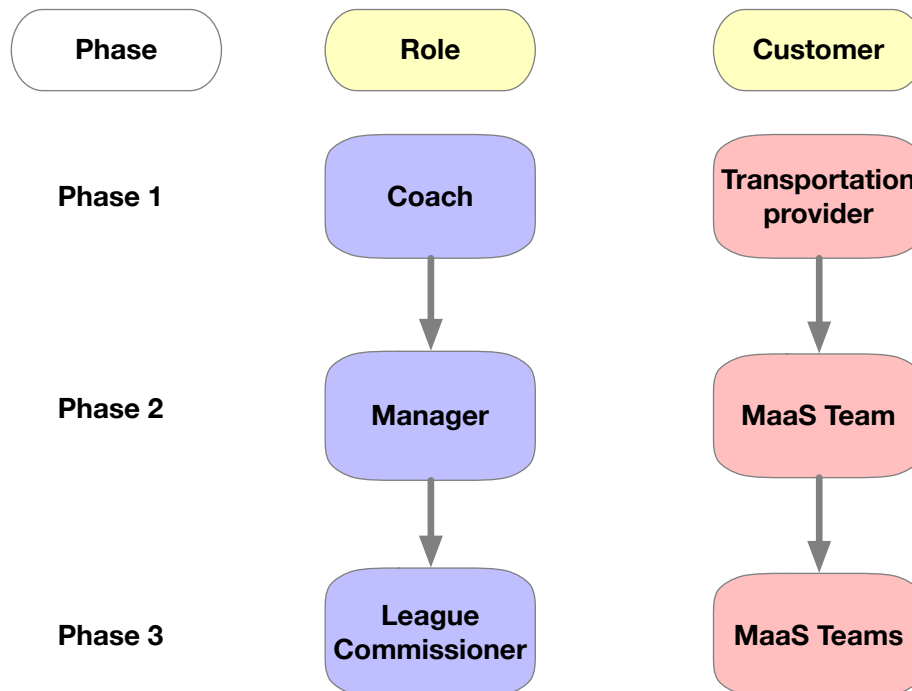 Phase
Role
Customer
Phase 1
Coach
Transportation
provider
Phase 2
Manager
MaaS Team
Phase 3
League
Commissioner
MaaS Teams